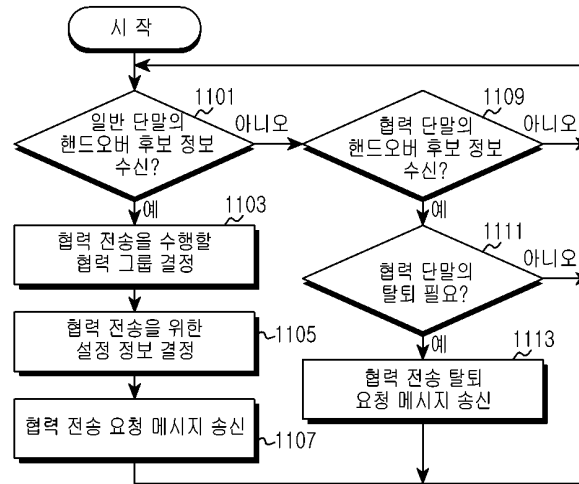 시 작
1101
일반 단말의
핸드오버 후보 정보
수신?
아니오
예
1103
협력 전송을 수행할
협력 그룹 결정
협력 전송을 위한
설정 정보 결정
1105
협력 전송 요청 메시지 송신
1107
1109
협력 단말의
핸드오버 후보 정보
수신?
아니오
예
1111
협력 단말의
탈퇴 필요?
아니오
예
1113
협력 전송 탈퇴
요청 메시지 송신